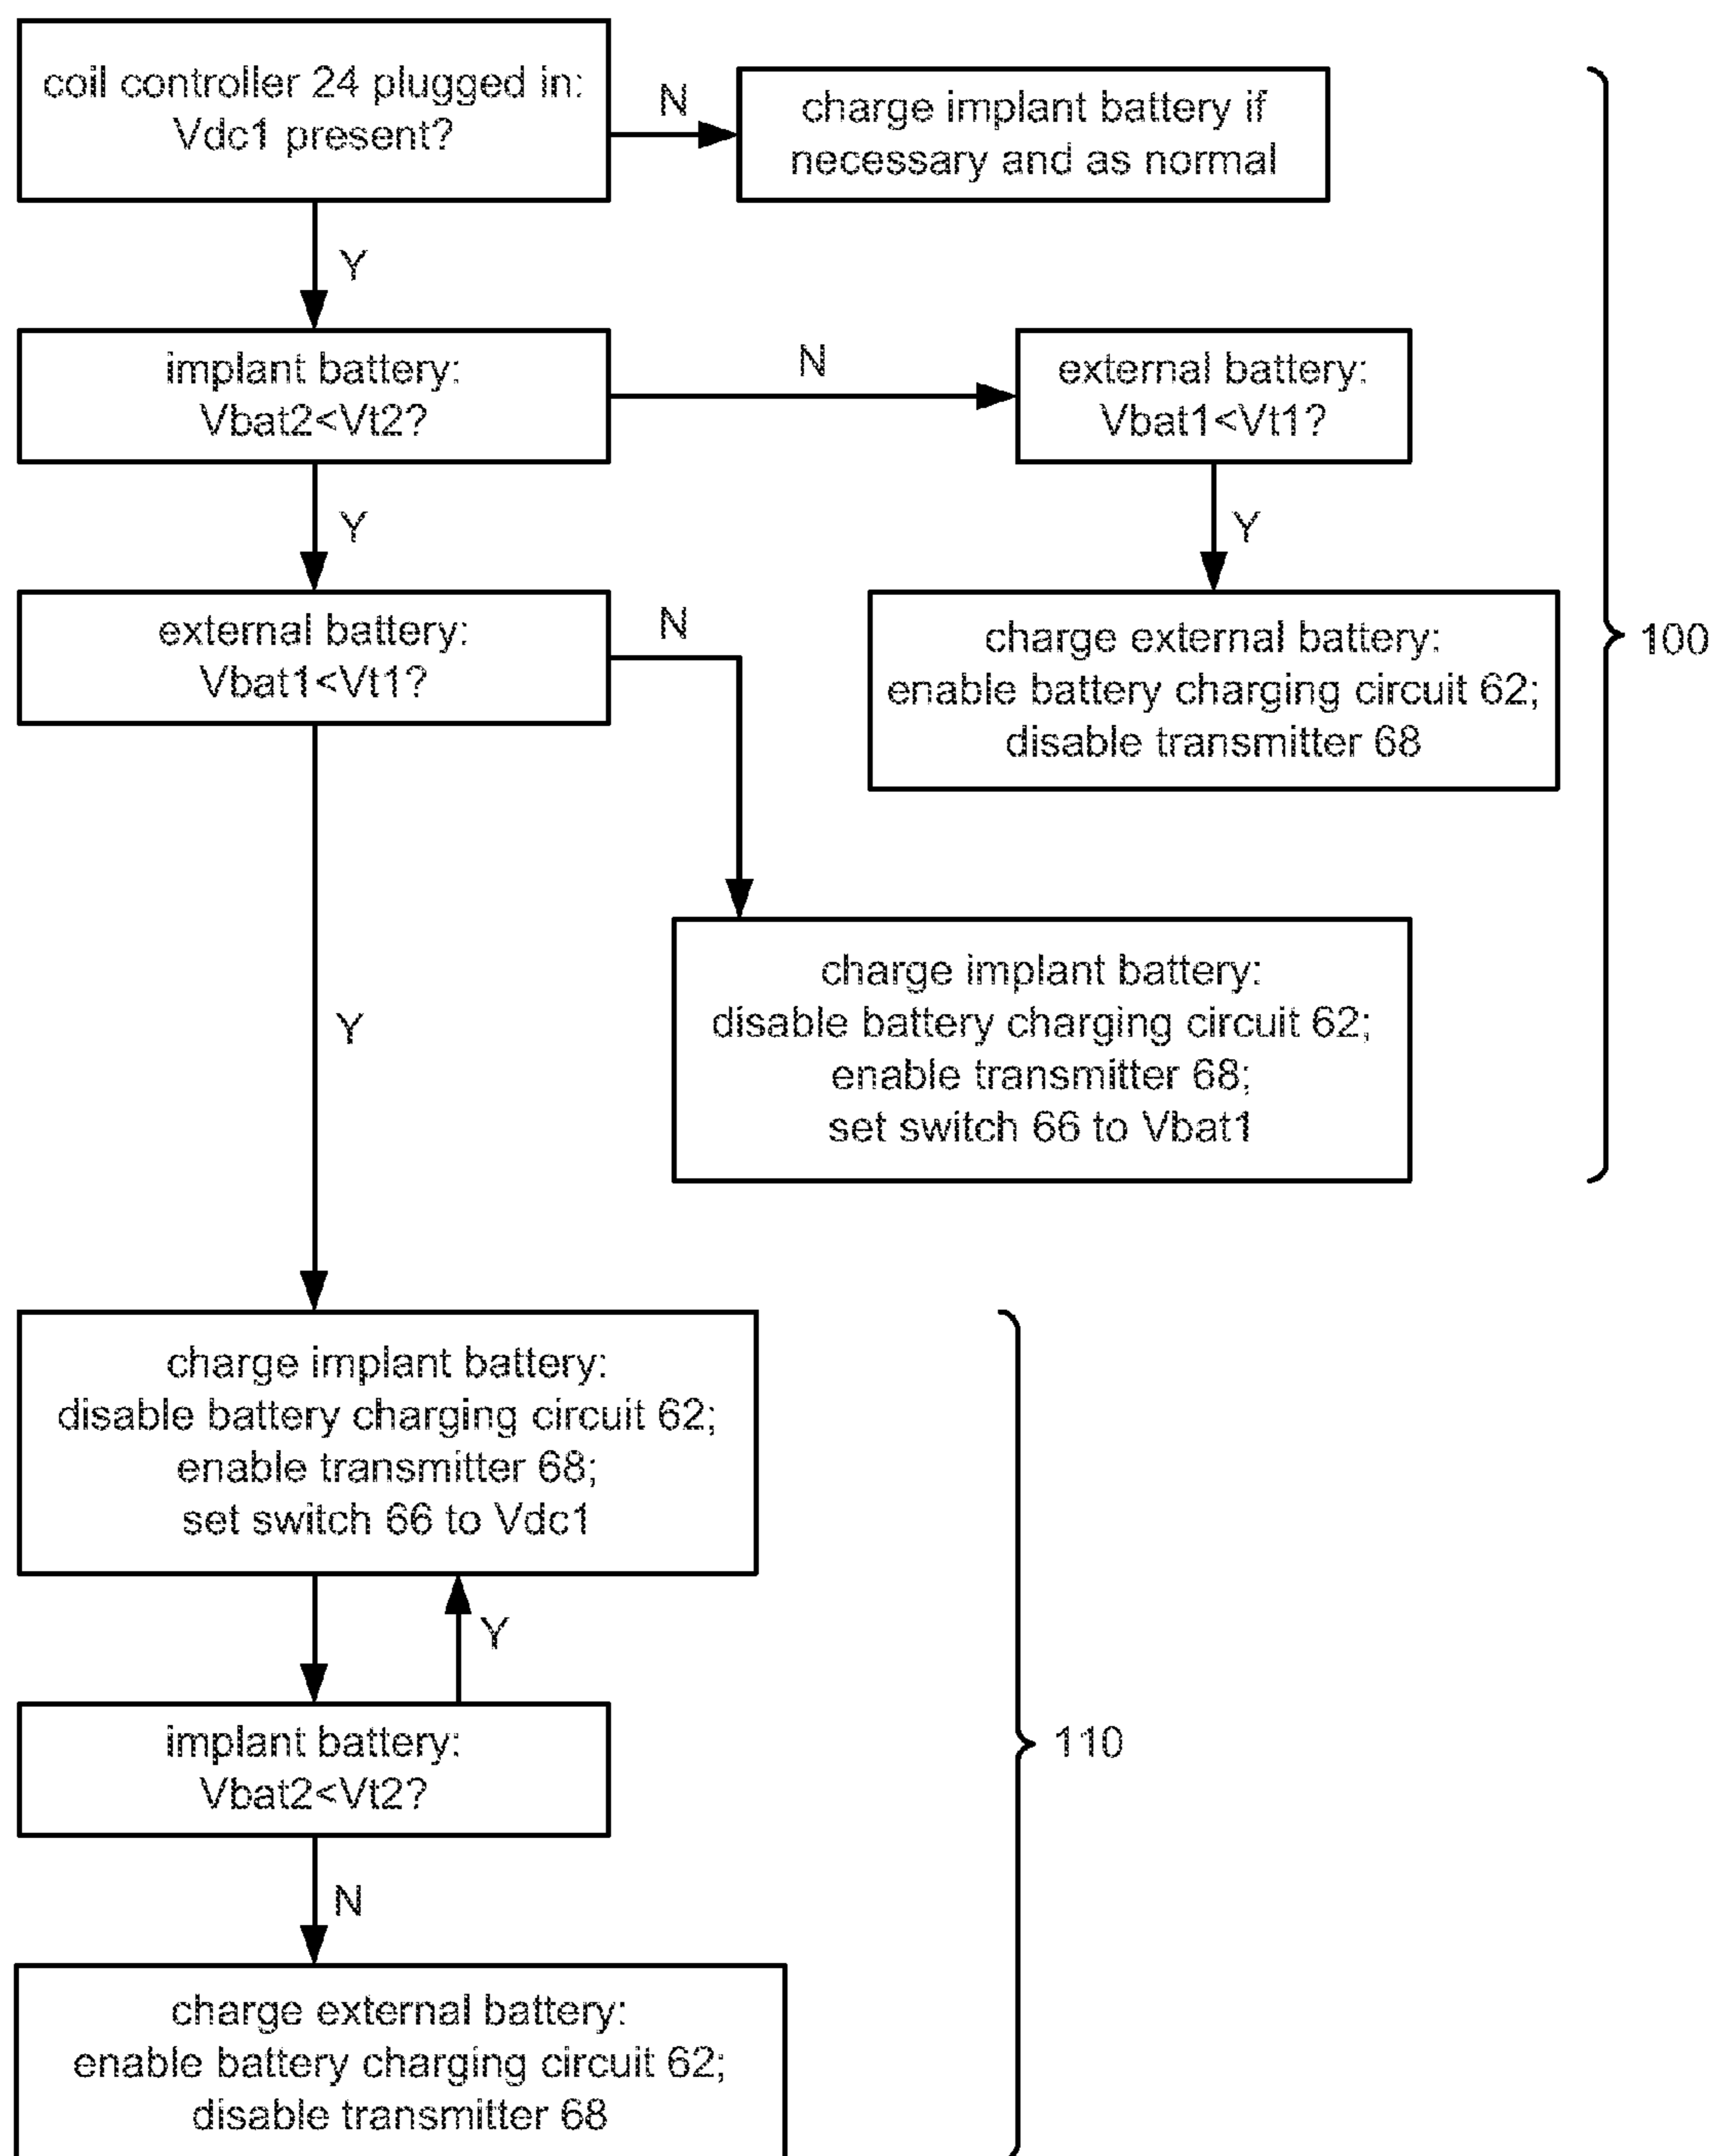 coil controller 24 plugged in:
Vdc1 present?
N
charge implant battery if
necessary and as normal
Y
implant battery:
Vbat2<Vt2?
N
external battery:
Vbat1<Vt1?
Y
Y
external battery:
Vbat1<Vt1?
N
charge external battery:
enable battery charging circuit 62;
disable transmitter 68
100
charge implant battery:
disable battery charging circuit 62;
enable transmitter 68;
set switch 66 to Vbat1
Y
charge implant battery:
disable battery charging circuit 62;
enable transmitter 68;
set switch 66 to Vdc1
Y
implant battery:
Vbat2<Vt2?
110
N
charge external battery:
enable battery charging circuit 62;
disable transmitter 68